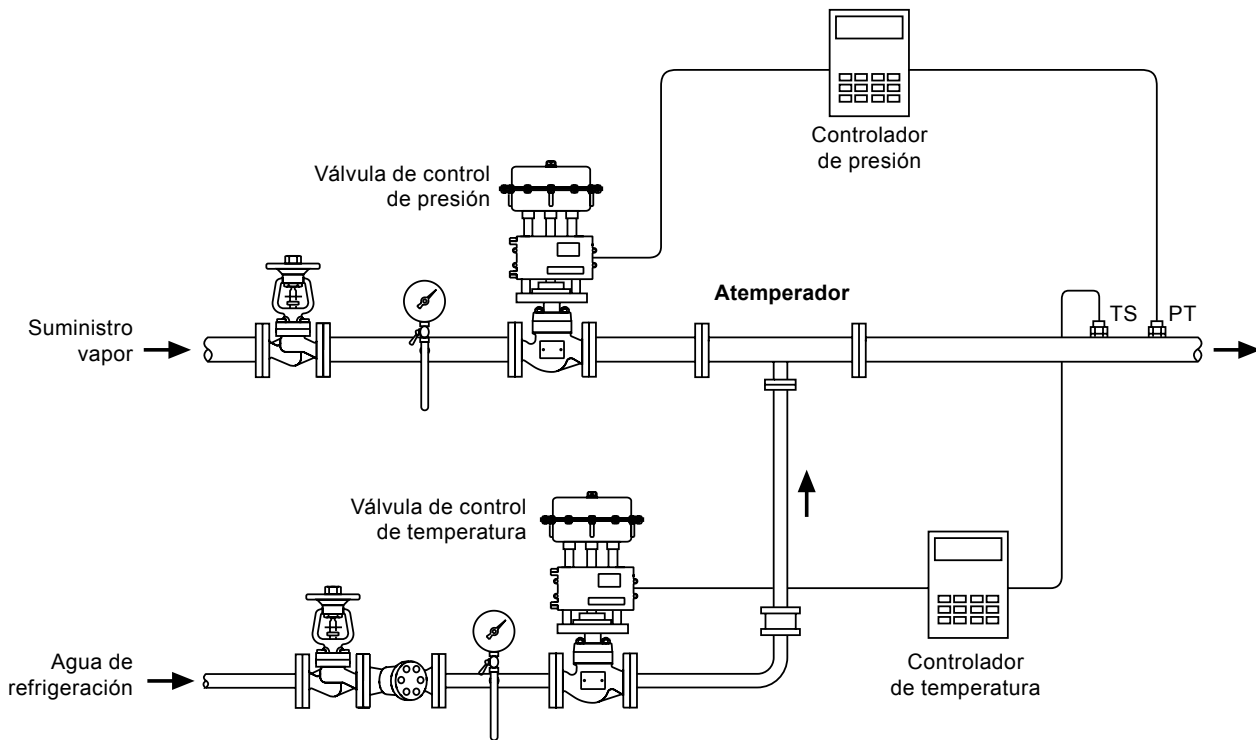 Controlador
de presión
Válvula de control
de presión
Atemperador
TS
PT
Suministro
vapor
Válvula de control
de temperatura
Agua de
refrigeración
Controlador
de temperatura